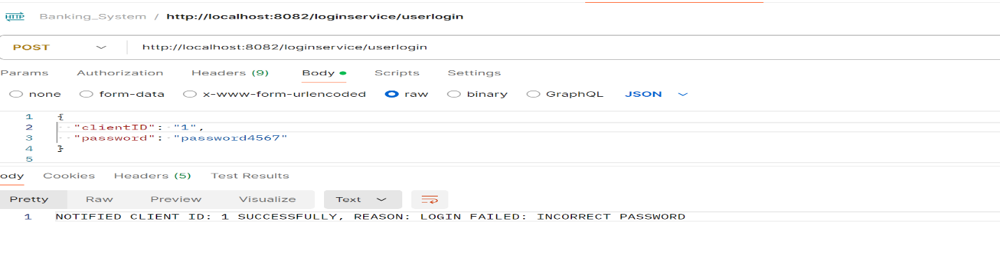 HTTP Banking_System / http://localhost:8082/loginservice/userlogin
POST http://localhost:8082/loginservice/userlogin
Params Authorization Headers (9) Body Scripts Settings
none form-data x-www-form-urlencoded raw binary GraphQL JSON
1 {
2 "clientID": "1",
3 "password": "password4567"
4 }
5
ody Cookies Headers (5) Test Results
Pretty Raw Preview Visualize Text
1 NOTIFIED CLIENT ID: 1 SUCCESSFULLY, REASON: LOGIN FAILED: INCORRECT PASSWORD